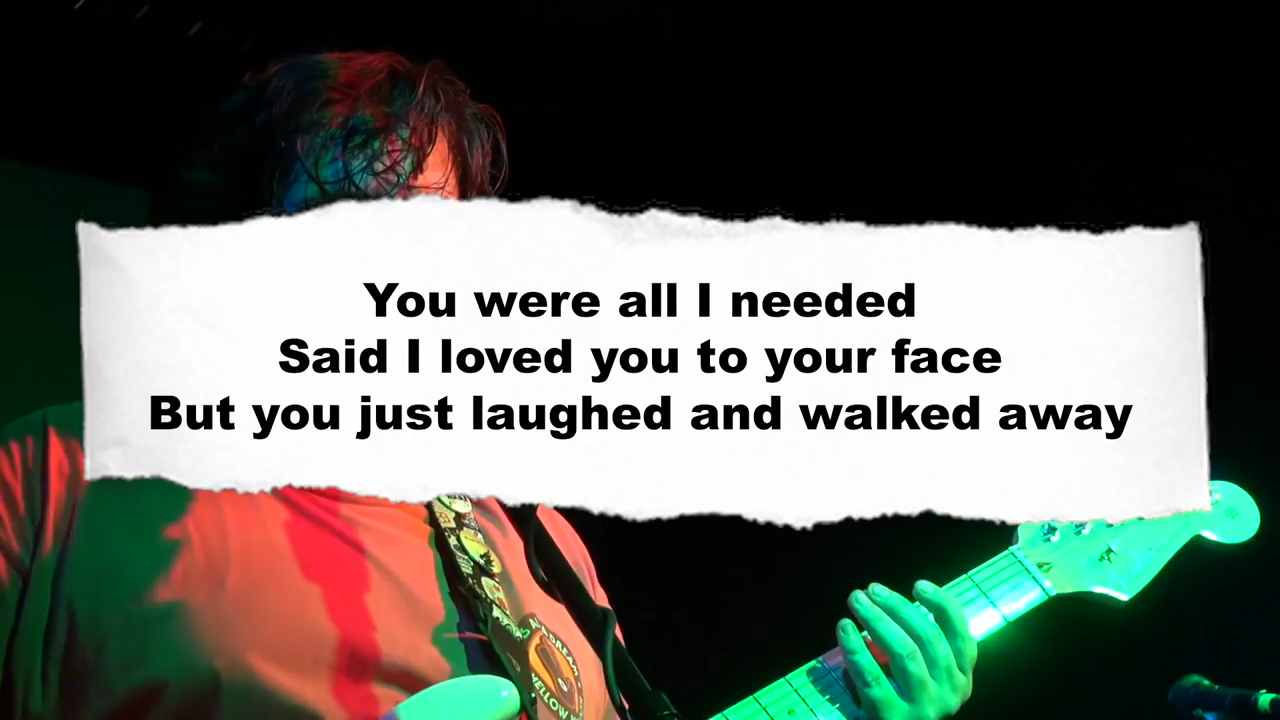 You were all I needed
Said I loved you to your face
But you just laughed and walked away